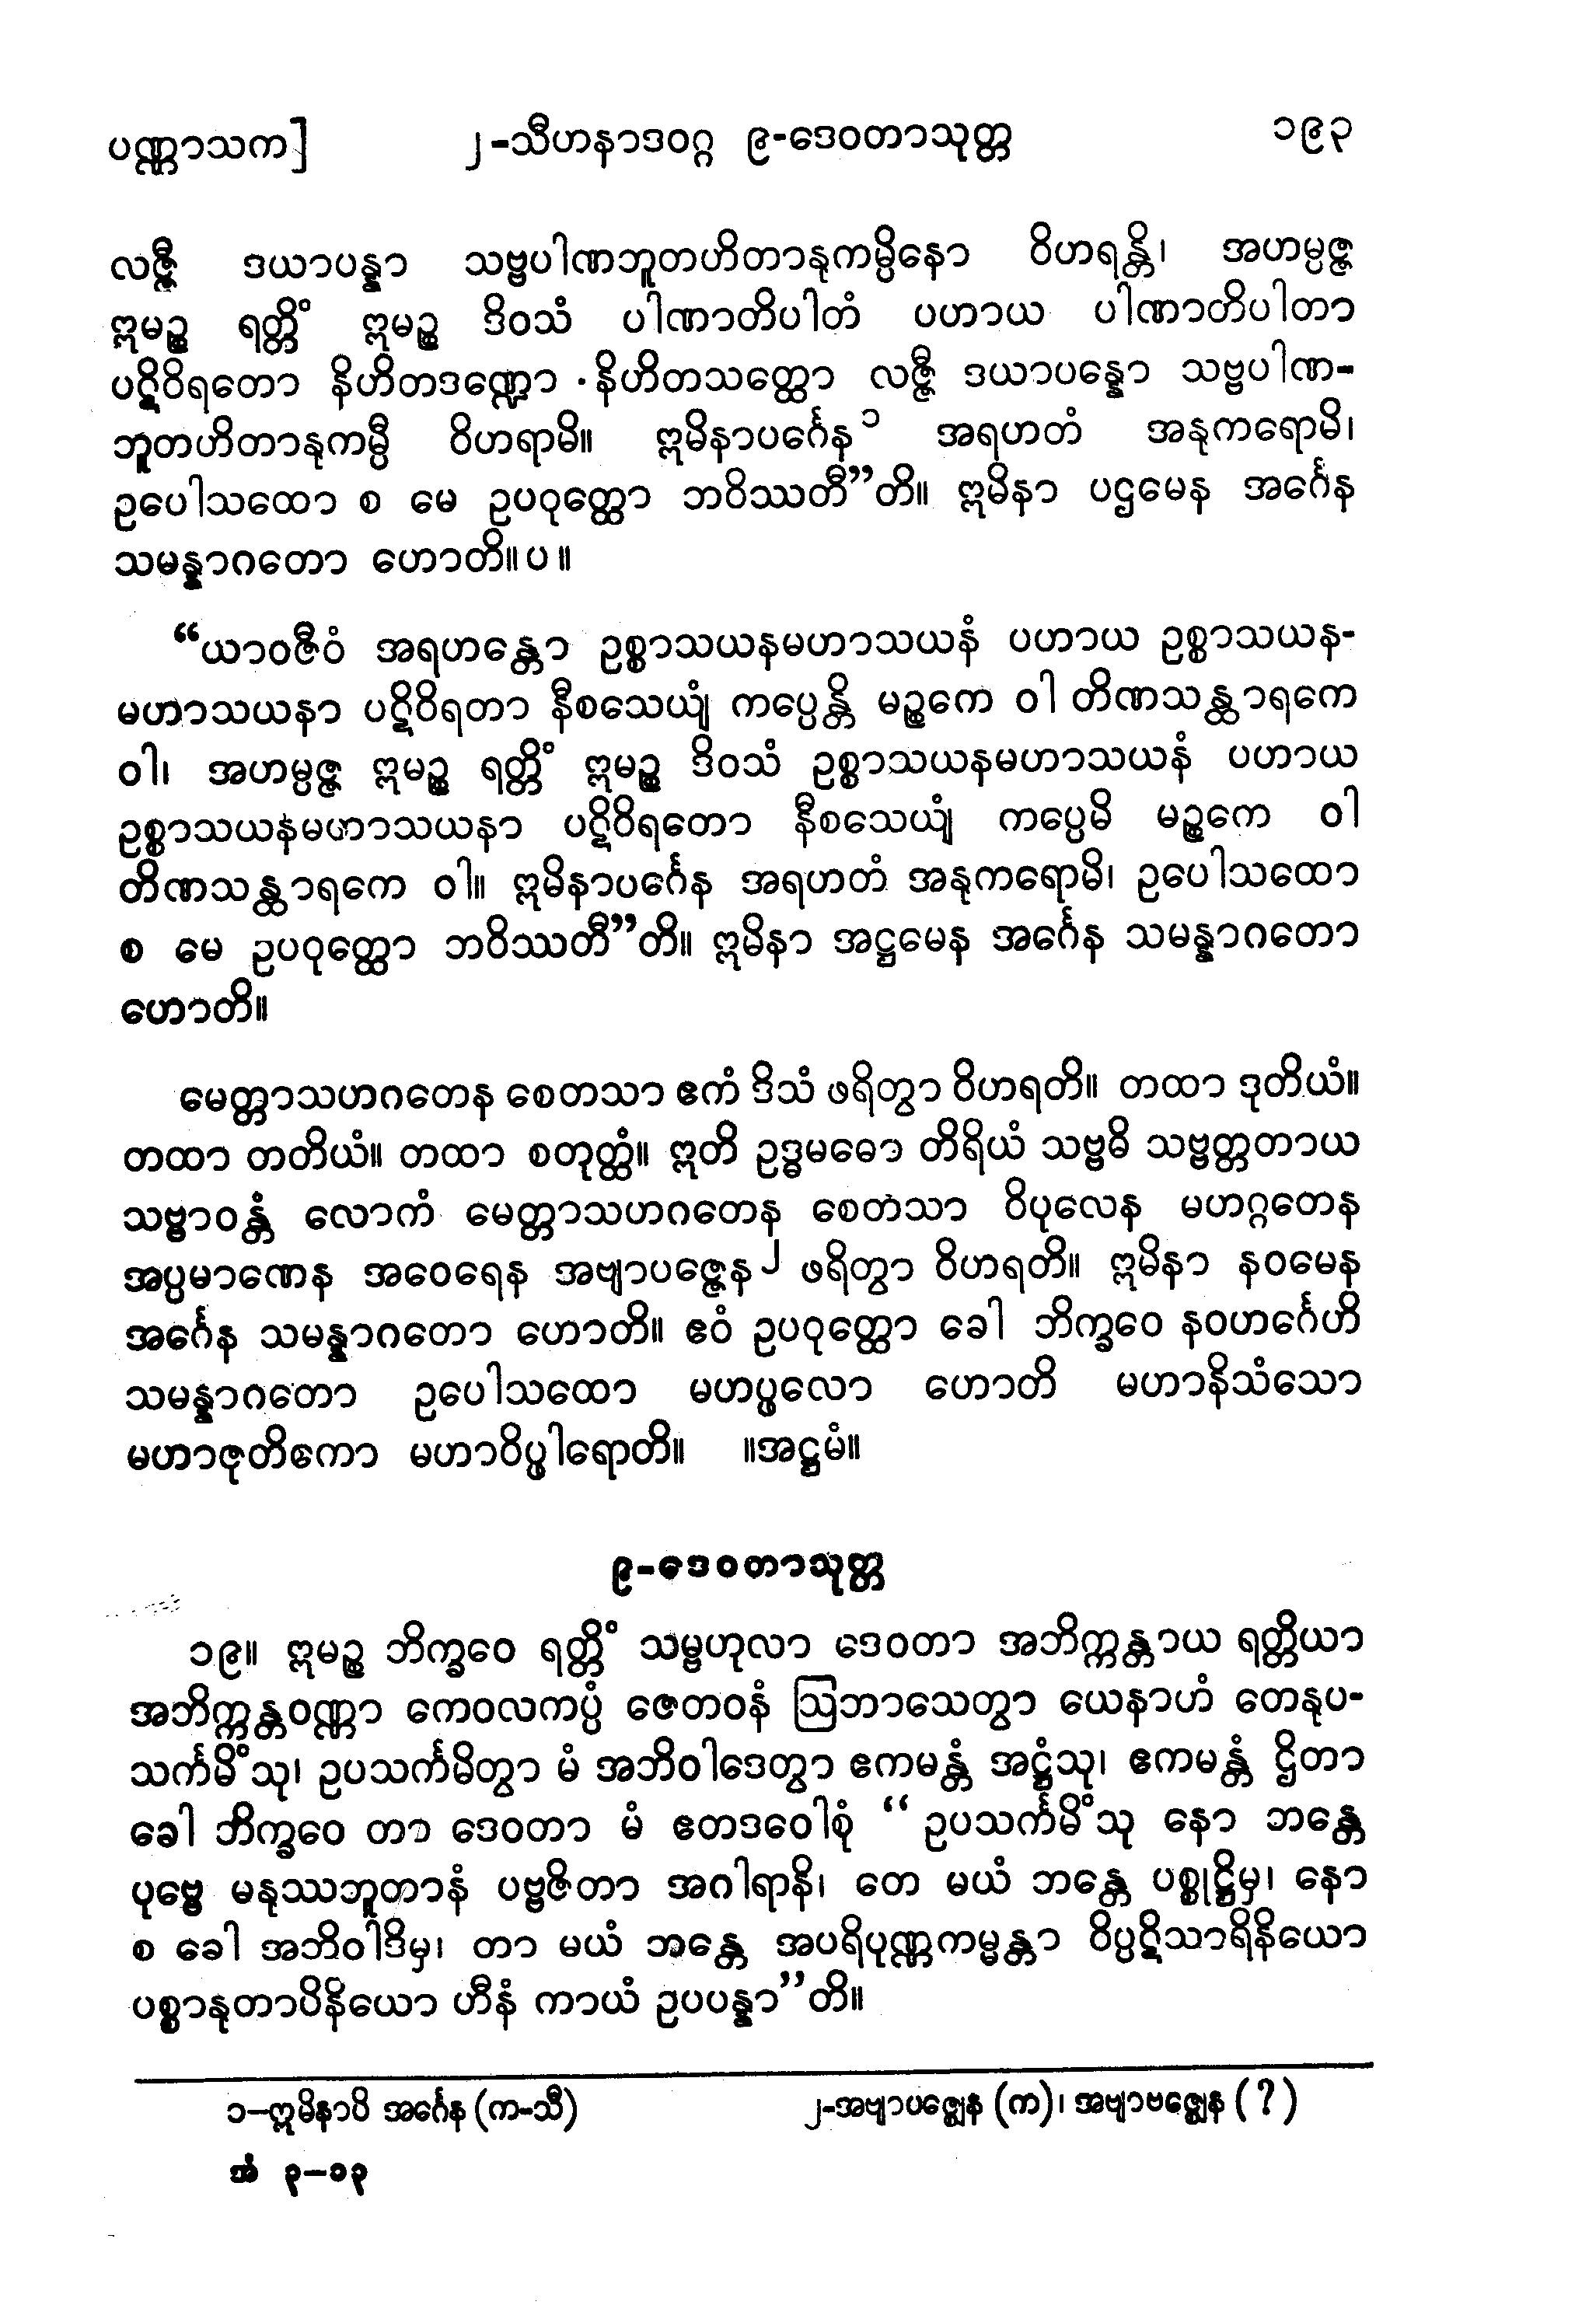 ပဏ္ဏာသက] ၂-သီဟနာဒဝဂ္ဂ ၉-ဒေဝတာသုတ္တ ၁၉၃
လဇ္ဇီ ဒယာပန္နာ သဗ္ဗပါဏဘူတဟိတာနုကမ္ပိနော ဝိဟရန္တိ၊ အဟမ္ပဇ္ဇ
ဣမဉ္စ ရတ္တိံ ဣမဉ္စ ဒိဝသံ ပါဏာတိပါတံ ပဟာယ ပါဏာတိပါတာ
ပဋိဝိရတော နိဟိတဒဏ္ဍော နိဟိတသတ္ထော လဇ္ဇီ ဒယာပန္နော သဗ္ဗပါဏ-
ဘူတဟိတာနုကမ္ပီ ဝိဟရာမိ။ ဣမိနာပင်္ဂေန၁ အရဟတံ အနုကရောမိ၊
ဥပေါသထော စ မေ ဥပဝုတ္ထော ဘဝိဿတီ”တိ။ ဣမိနာ ပဌမေန အင်္ဂေန
သမန္နာဂတော ဟောတိ။ပ။
“ယာဝဇီဝံ အရဟန္တော ဥစ္စာသယနမဟာသယနံ ပဟာယ ဥစ္စာသယန-
မဟာသယနာ ပဋိဝိရတာ နီစသေယျံ ကပ္ပေန္တိ မဉ္စကေ ဝါ တိဏသန္ထာရကေ
ဝါ၊ အဟမ္ပဇ္ဇ ဣမဉ္စ ရတ္တိံ ဣမဉ္စ ဒိဝသံ ဥစ္စာသယနမဟာသယနံ ပဟာယ
ဥစ္စာသယနမဟာသယနာ ပဋိဝိရတော နီစသေယျံ ကပ္ပေမိ မဉ္စကေ ဝါ
တိဏသန္ထာရကေ ဝါ။ ဣမိနာပင်္ဂေန အရဟတံ အနုကရောမိ၊ ဥပေါသထော
စ မေ ဥပဝုတ္ထော ဘဝိဿတီ”တိ။ ဣမိနာ အဋ္ဌမေန အင်္ဂေန သမန္နာဂတော
ဟောတိ။
မေတ္တာသဟဂတေန စေတသာ ဧကံ ဒိသံ ဖရိတွာ ဝိဟရတိ။ တထာ ဒုတိယံ။
တထာ တတိယံ။ တထာ စတုတ္ထံ။ ဣတိ ဥဒ္ဓမဓော တိရိယံ သဗ္ဗဓိ သဗ္ဗတ္တတာယ
သဗ္ဗာဝန္တံ လောကံ မေတ္တာသဟဂတေန စေတသာ ဝိပုလေန မဟဂ္ဂတေန
အပ္ပမာဏေန အဝေရေန အဗျာပဇ္ဇေန၂ ဖရိတွာ ဝိဟရတိ။ ဣမိနာ နဝမေန
အင်္ဂေန သမန္နာဂတော ဟောတိ။ ဧဝံ ဥပဝုတ္ထော ခေါ ဘိက္ခဝေ နဝဟင်္ဂေဟိ
သမန္နာဂတော ဥပေါသထော မဟပ္ဖလော ဟောတိ မဟာနိသံသော
မဟာဇုတိကော မဟာဝိပ္ဖါရောတိ။ ။အဋ္ဌမံ။
၉-ဒေဝတာသုတ္တ
၁၉။ ဣမဉ္စ ဘိက္ခဝေ ရတ္တိံ သမ္ဗဟုလာ ဒေဝတာ အဘိက္ကန္တာယ ရတ္တိယာ
အဘိက္ကန္တဝဏ္ဏာ ကေဝလကပ္ပံ ဇေတဝနံ ဩဘာသေတွာ ယေနာဟံ တေနုပ-
သင်္ကမိံသု၊ ဥပသင်္ကမိတွာ မံ အဘိဝါဒေတွာ ဧကမန္တံ အဋ္ဌံသု၊ ဧကမန္တံ ဌိတာ
ခေါ ဘိက္ခဝေ တာ ဒေဝတာ မံ ဧတဒဝေါစုံ “ ဥပသင်္ကမိံသု နော ဘန္တေ
ပုဗ္ဗေ မနုဿဘူတာနံ ပဗ္ဗဇိတာ အဂါရာနိ၊ တေ မယံ ဘန္တေ ပစ္စုဋ္ဌိမှ၊ နော
စ ခေါ အဘိဝါဒိမှ၊ တာ မယံ ဘန္တေ အပရိပုဏ္ဏကမ္မန္တာ ဝိပ္ပဋိသာရိနိယော
ပစ္စာနုတာပိနိယော ဟီနံ ကာယံ ဥပပန္နာ”တိ။
၁–ဣမိနာပိ အင်္ဂေန (က-သီ) ၂-အဗျာပဇ္ဈေန (က)၊ အဗျာဗဇ္ဈေန (?)
အံ ၃–၁၃